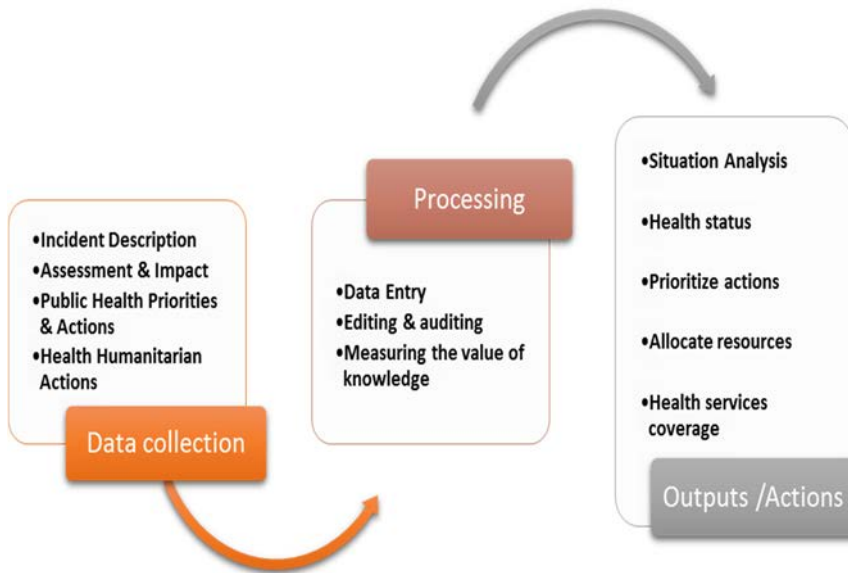 •Incident Description
•Assessment & Impact
•Public Health Priorities
& Actions
•Health Humanitarian
Actions
Data collection
Processing
•Data Entry
•Editing & auditing
•Measuring the value of
knowledge
•Situation Analysis
•Health status
•Prioritize actions
•Allocate resources
•Health services
coverage
Outputs /Actions